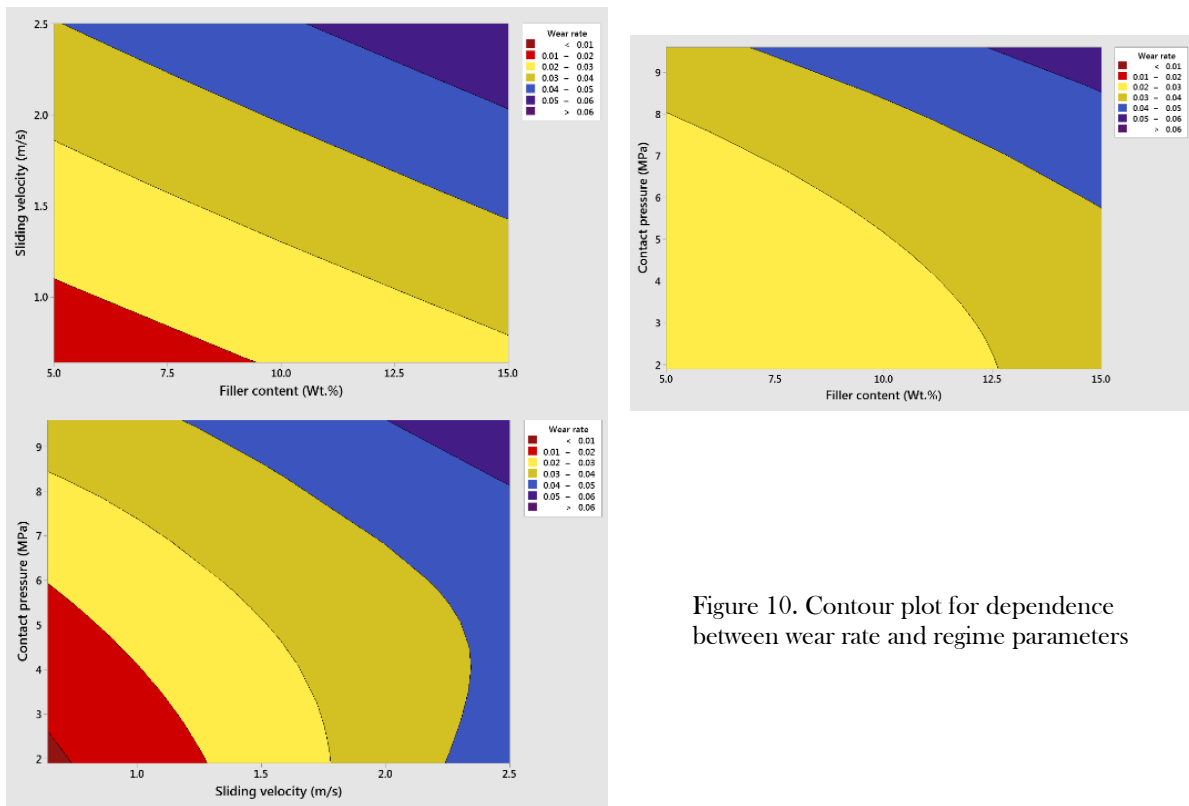 2.5
2.0
1.5
1.0
Sliding velocity (m/s)
5.0 7.5 10.0 12.5 15.0
Filler content (Wt.%)
Wear rate
< 0.01
0.01 – 0.02
0.02 – 0.03
0.03 – 0.04
0.04 – 0.05
0.05 – 0.06
> 0.06
9
8
7
6
5
4
3
2
Contact pressure (MPa)
5.0 7.5 10.0 12.5 15.0
Filler content (Wt.%)
Wear rate
< 0.01
0.01 – 0.02
0.02 – 0.03
0.03 – 0.04
0.04 – 0.05
0.05 – 0.06
> 0.06
9
8
7
6
5
4
3
2
Contact pressure (MPa)
1.0 1.5 2.0 2.5
Sliding velocity (m/s)
Wear rate
< 0.01
0.01 – 0.02
0.02 – 0.03
0.03 – 0.04
0.04 – 0.05
0.05 – 0.06
> 0.06
Figure 10. Contour plot for dependence
between wear rate and regime parameters